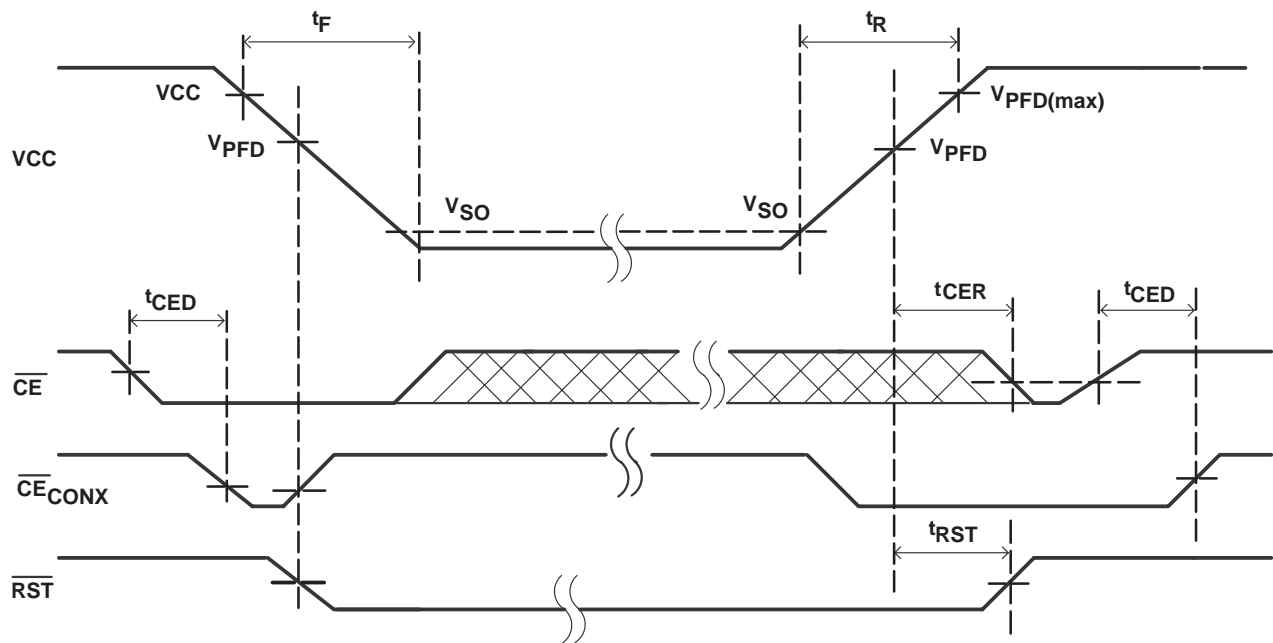 tF
tR
VCC
VPFD(max)
VPFD
VPFD
VCC
VSO
VSO
tCED
tCER
tCED
CE
CECONX
tRST
RST